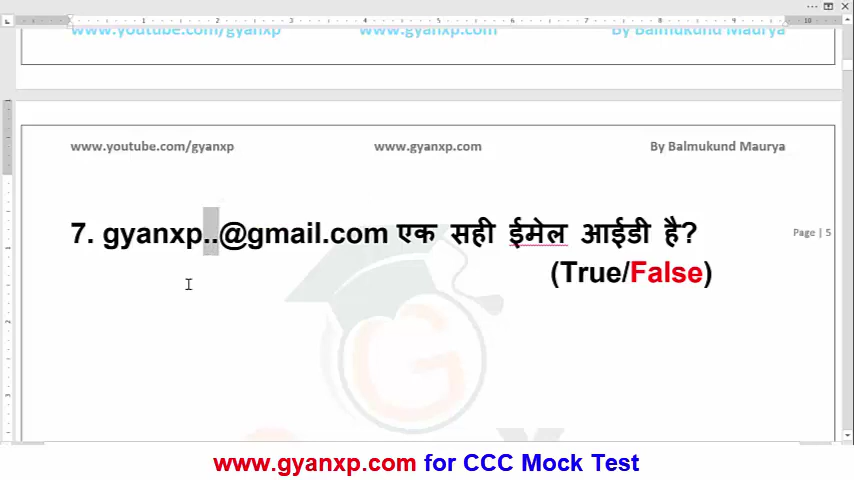 www.youtube.com/gyanxp www.gyanxp.com By Balmukund Maurya
www.youtube.com/gyanxp www.gyanxp.com By Balmukund Maurya
7. gyanxp..@gmail.com एक सही ईमेल आईडी है?
Page | 5
(True/False)
www.gyanxp.com for CCC Mock Test